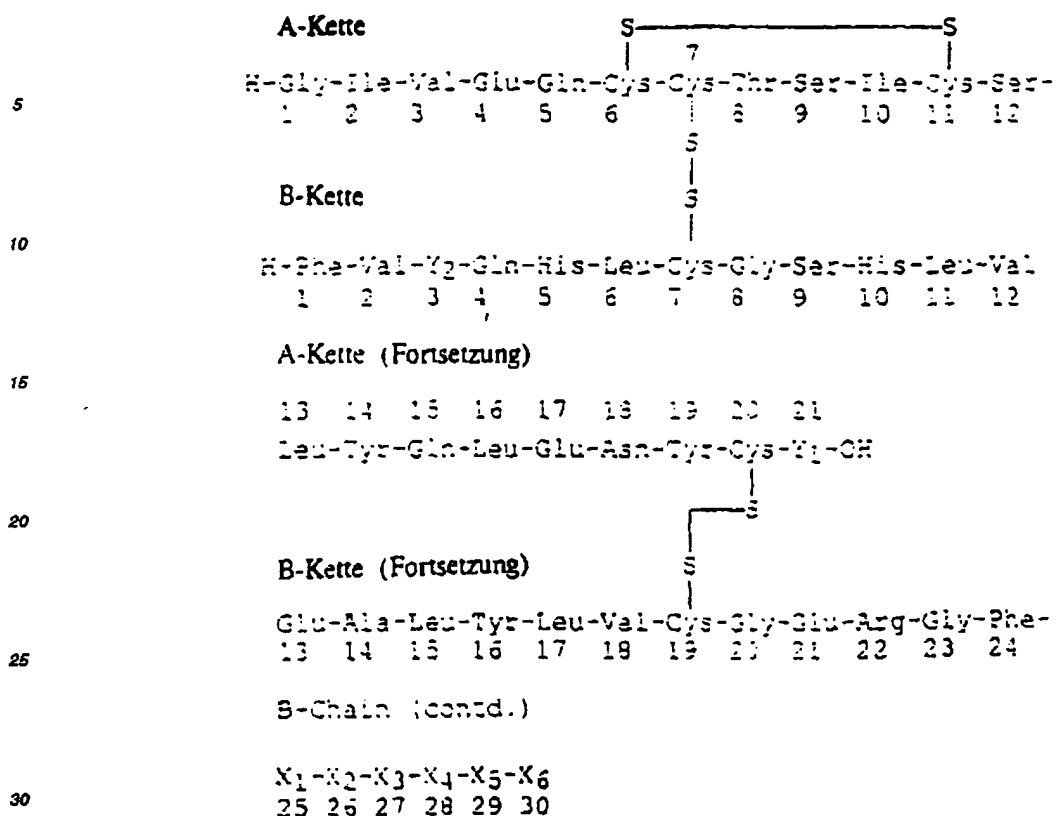 A-Kette
S S
7
H-Gly-Ile-Val-Glu-Gln-Cys-Cys-Thr-Ser-Ile-Cys-Ser-
5
1 2 3 4 5 6 8 9 10 11 12
S
B-Kette
S
10
H-Phe-Val-Y2-Gln-His-Leu-Cys-Gly-Ser-His-Leu-Val
1 2 3 4 5 6 7 8 9 10 11 12
A-Kette (Fortsetzung)
15
13 14 15 16 17 18 19 20 21
Leu-Tyr-Gln-Leu-Glu-Asn-Tyr-Cys-Y1-OH
20
S
S
B-Kette (Fortsetzung)
Glu-Ala-Leu-Tyr-Leu-Val-Cys-Gly-Glu-Arg-Gly-Phe-
13 14 15 16 17 18 19 20 21 22 23 24
25
B-Chain (contd.)
X1-X2-X3-X4-X5-X6
25 26 27 28 29 30
30